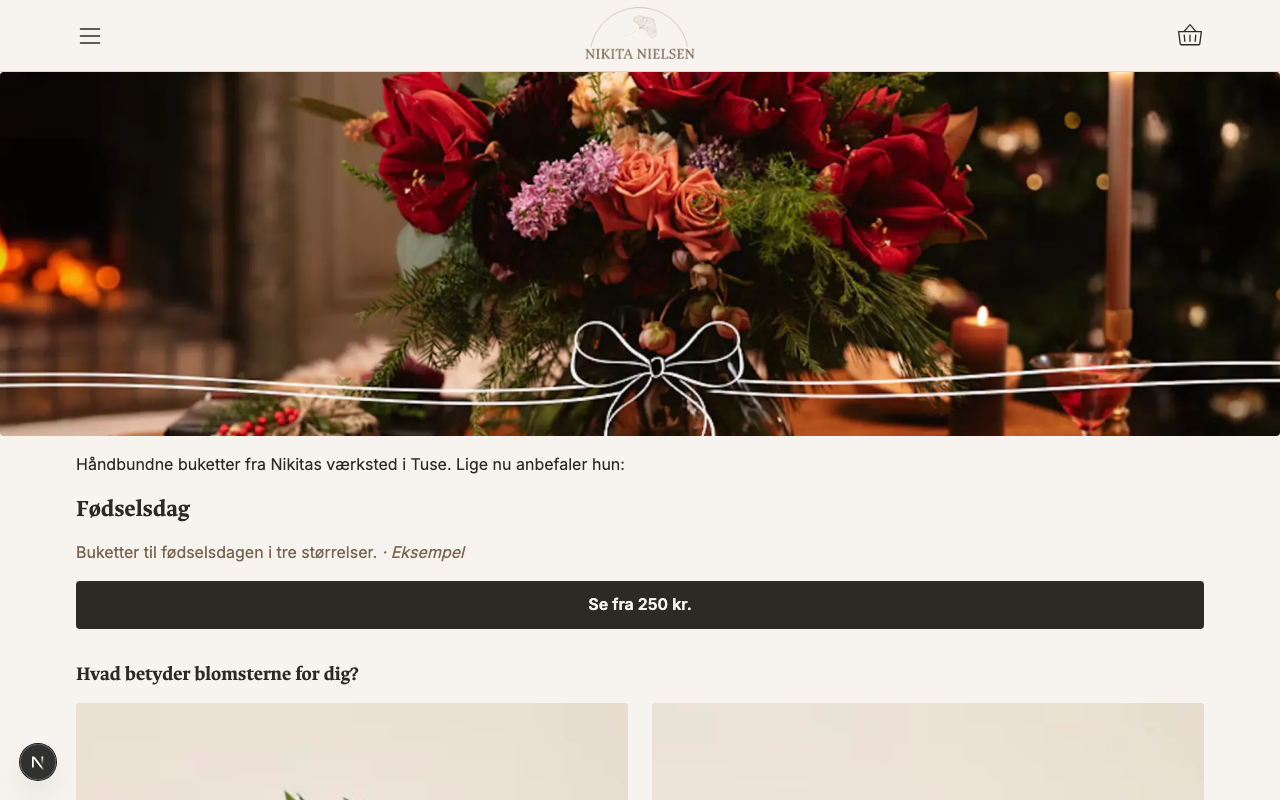 NIKITA NIELSEN
Håndbundne buketter fra Nikitas værksted i Tuse. Lige nu anbefaler hun:
Fødselsdag
Buketter til fødselsdagen i tre størrelser. · Eksempel
Se fra 250 kr.
Hvad betyder blomsterne for dig?
N